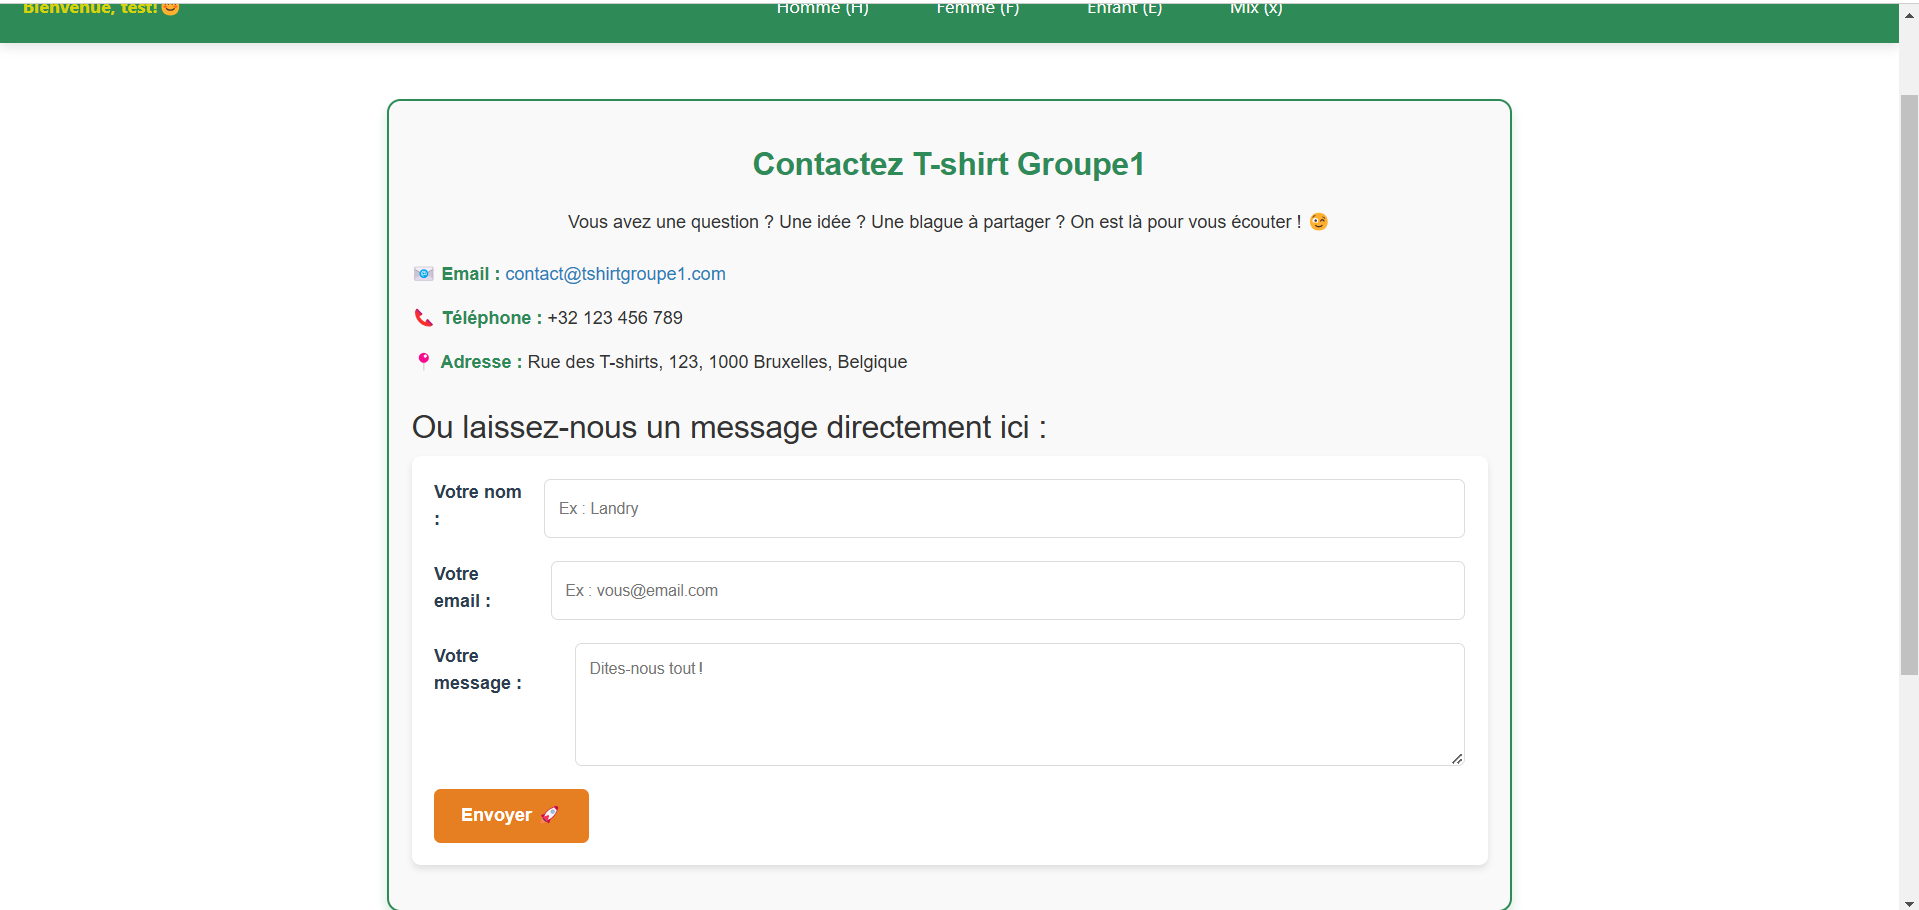 Bienvenue, test!😊 Homme (H) Femme (F) Enfant (E) Mix (x)
Contactez T-shirt Groupe1
Vous avez une question ? Une idée ? Une blague à partager ? On est là pour vous écouter ! 😉
📧 Email : contact@tshirtgroupe1.com
📞 Téléphone : +32 123 456 789
📍 Adresse : Rue des T-shirts, 123, 1000 Bruxelles, Belgique
Ou laissez-nous un message directement ici :
Votre nom
:
Ex : Landry
Votre
email :
Ex : vous@email.com
Votre
message :
Dites-nous tout !
Envoyer 🚀